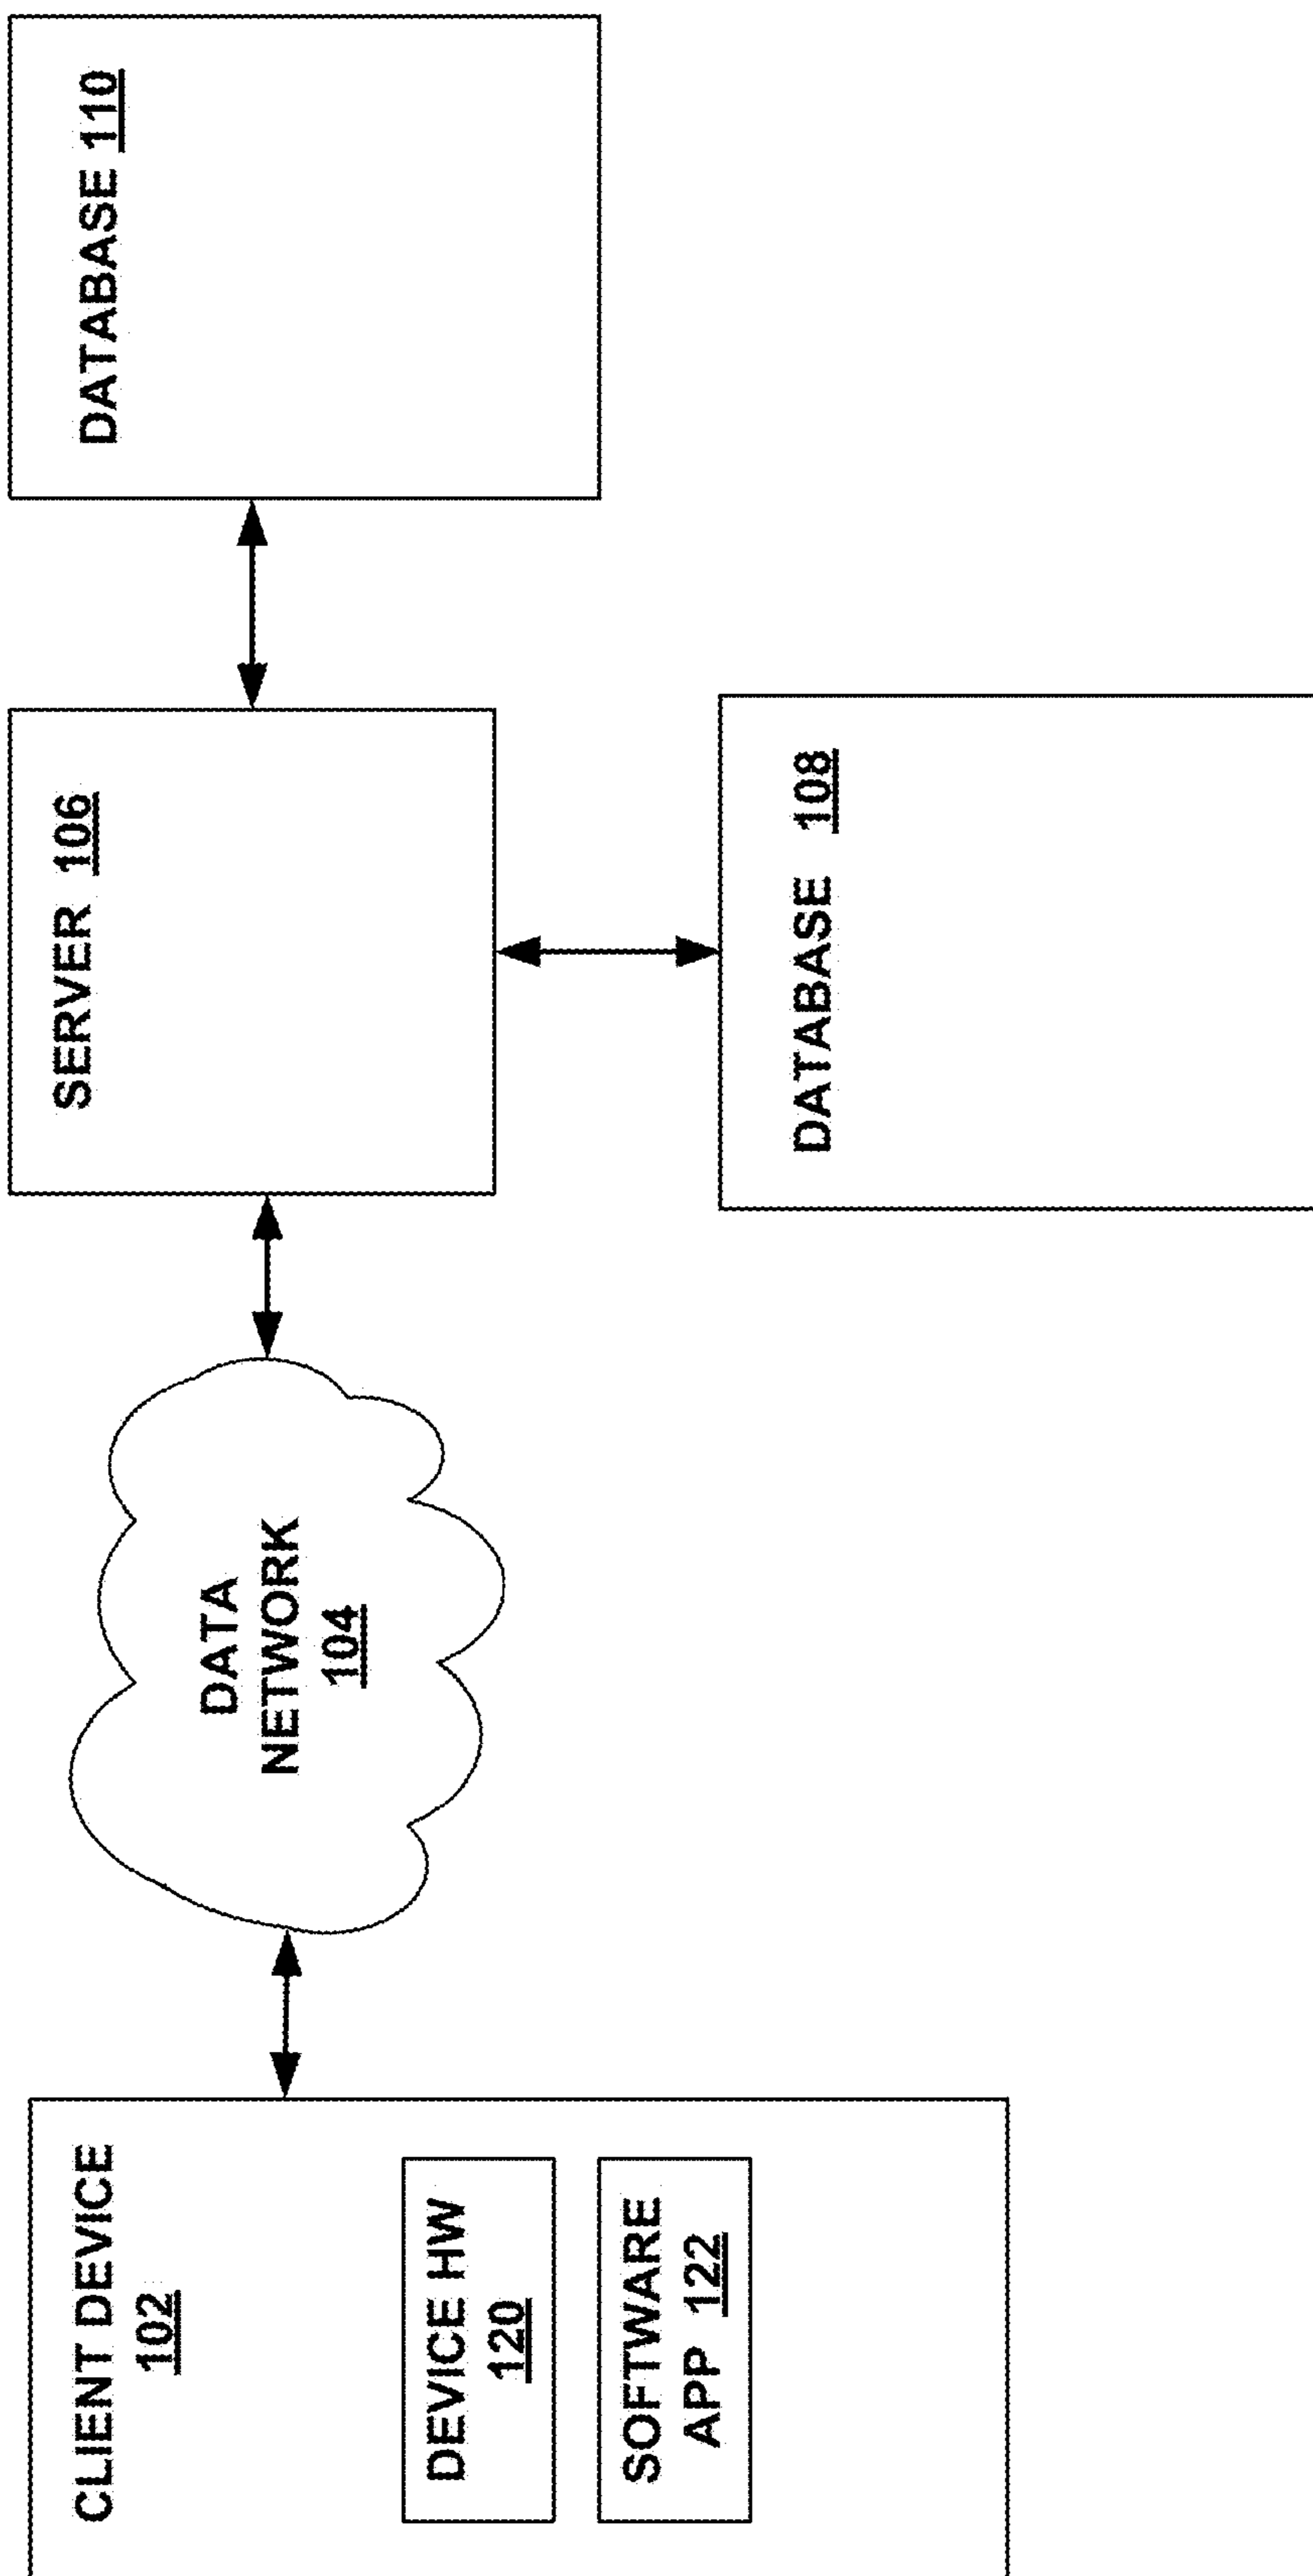 CLIENT DEVICE
102
DEVICE HW
120
SOFTWARE
APP 122
DATA
NETWORK
104
SERVER 106
DATABASE 108
DATABASE 110